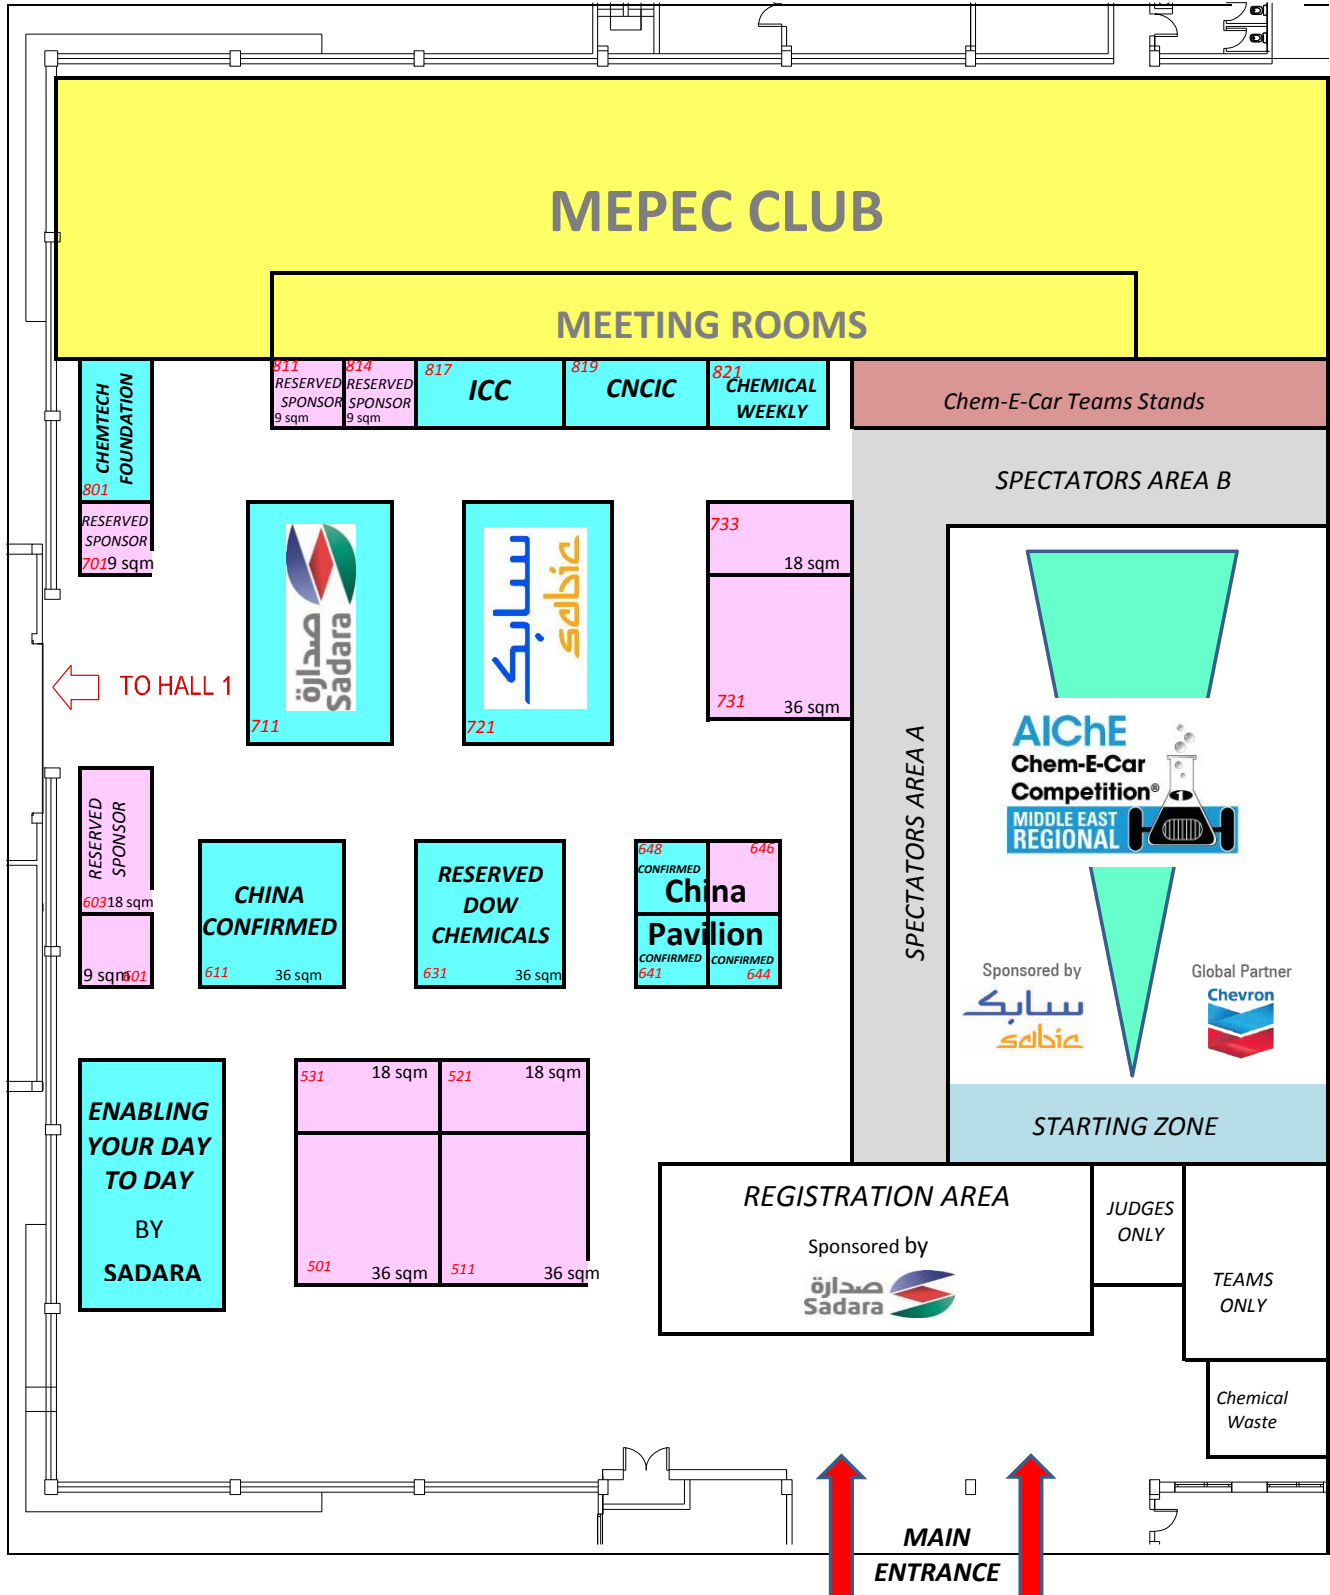 MEPEC CLUB
MEETING ROOMS
CHEMTECH
FOUNDATION
801
RESERVED
SPONSOR
701 9 sqm
811
RESERVED
SPONSOR
9 sqm
814
RESERVED
SPONSOR
9 sqm
817
ICC
819
CNCIC
821
CHEMICAL
WEEKLY
Chem-E-Car Teams Stands
SPECTATORS AREA B
صدارة
Sadara
711
سابك
sabic
721
733
18 sqm
731
36 sqm
TO HALL 1
SPECTATORS AREA A
AIChE
Chem-E-Car
Competition®
MIDDLE EAST
REGIONAL
1
Sponsored by
سابك
sabic
Global Partner
Chevron
STARTING ZONE
RESERVED
SPONSOR
603 18 sqm
9 sqm 601
CHINA
CONFIRMED
611 36 sqm
RESERVED
DOW
CHEMICALS
631 36 sqm
648 646
CONFIRMED
China
Pavilion
CONFIRMED CONFIRMED
641 644
ENABLING
YOUR DAY
TO DAY
BY
SADARA
531 18 sqm
521 18 sqm
501 36 sqm
511 36 sqm
REGISTRATION AREA
Sponsored by
صدارة
Sadara
JUDGES
ONLY
TEAMS
ONLY
Chemical
Waste
MAIN
ENTRANCE